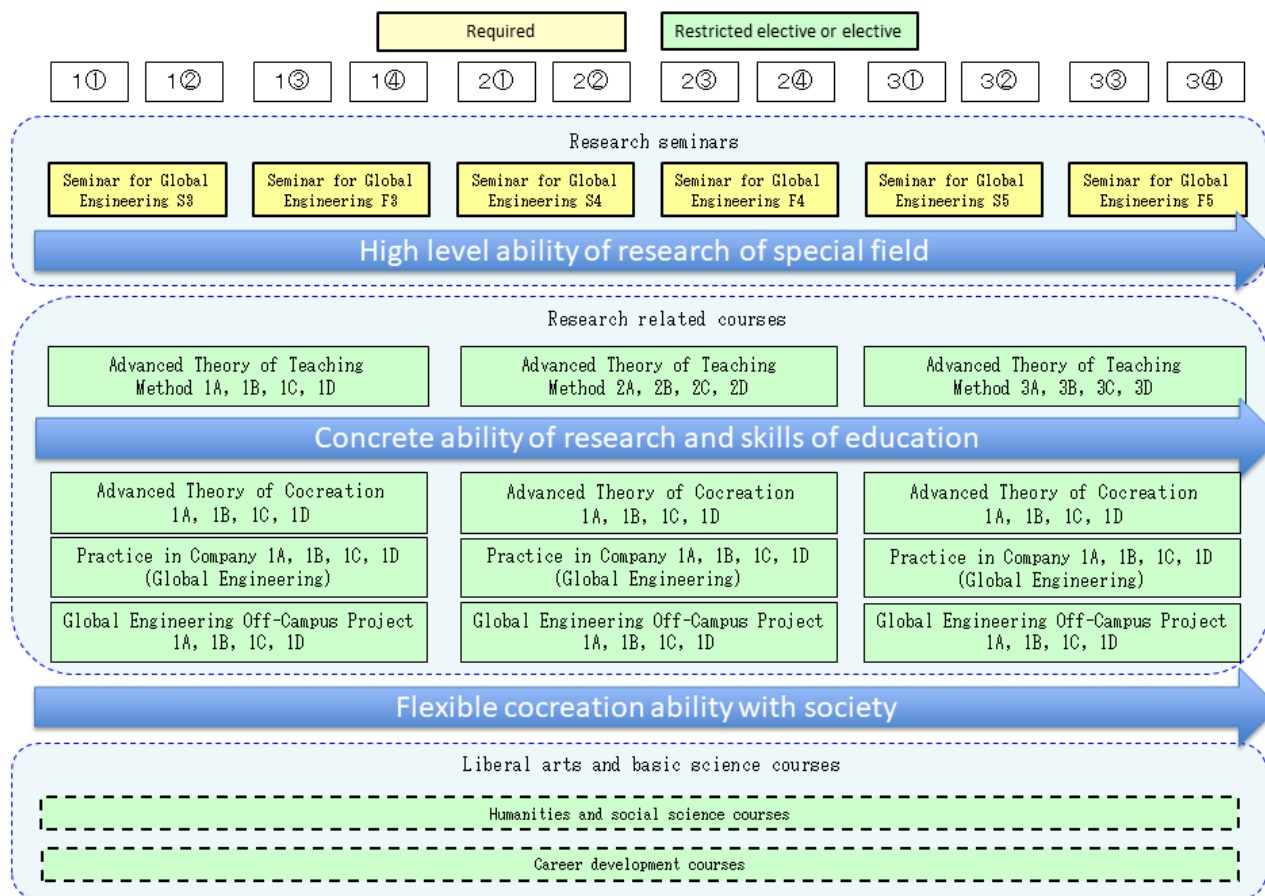 Required
Restricted elective or elective
1①
1②
1③
1④
2①
2②
2③
2④
3①
3②
3③
3④
Research seminars
Seminar for Global
Engineering S3
Seminar for Global
Engineering F3
Seminar for Global
Engineering S4
Seminar for Global
Engineering F4
Seminar for Global
Engineering S5
Seminar for Global
Engineering F5
High level ability of research of special field
Research related courses
Advanced Theory of Teaching
Method 1A, 1B, 1C, 1D
Advanced Theory of Teaching
Method 2A, 2B, 2C, 2D
Advanced Theory of Teaching
Method 3A, 3B, 3C, 3D
Concrete ability of research and skills of education
Advanced Theory of Cocreation
1A, 1B, 1C, 1D
Advanced Theory of Cocreation
1A, 1B, 1C, 1D
Advanced Theory of Cocreation
1A, 1B, 1C, 1D
Practice in Company 1A, 1B, 1C, 1D
(Global Engineering)
Practice in Company 1A, 1B, 1C, 1D
(Global Engineering)
Practice in Company 1A, 1B, 1C, 1D
(Global Engineering)
Global Engineering Off-Campus Project
1A, 1B, 1C, 1D
Global Engineering Off-Campus Project
1A, 1B, 1C, 1D
Global Engineering Off-Campus Project
1A, 1B, 1C, 1D
Flexible cocreation ability with society
Liberal arts and basic science courses
Humanities and social science courses
Career development courses